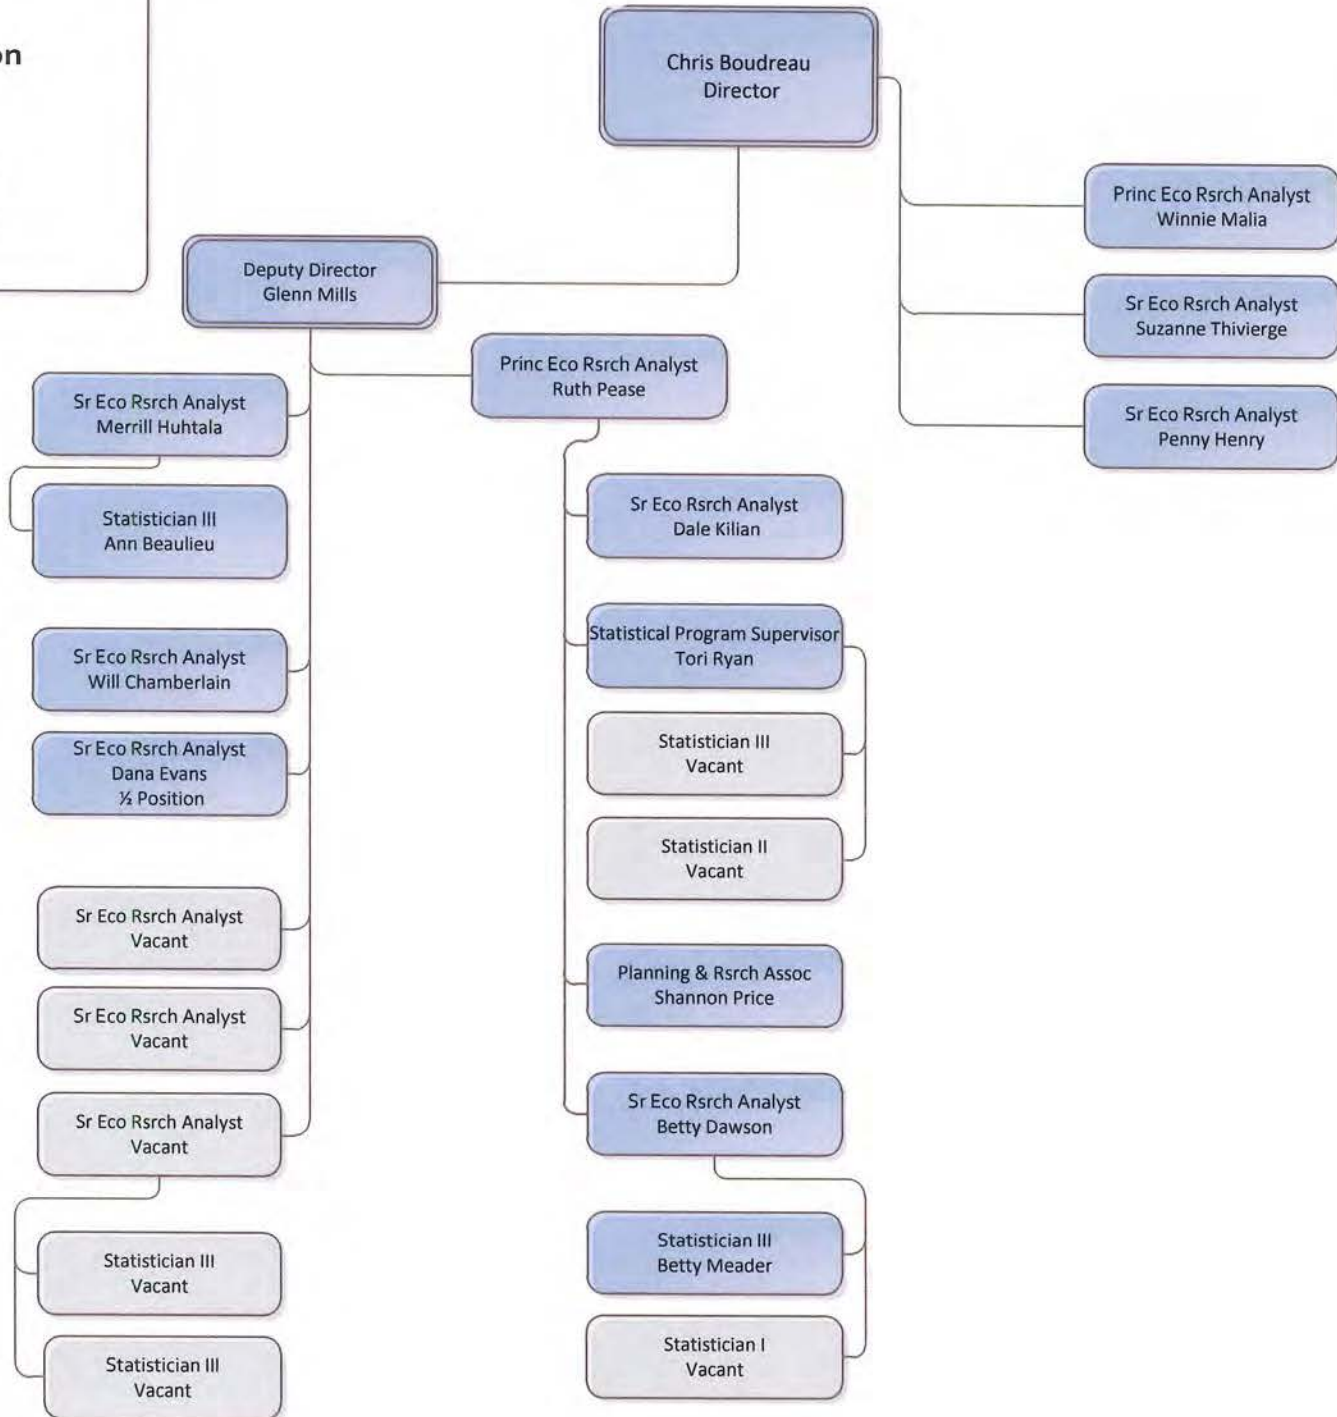 on
Chris Boudreau
Director
Princ Eco Rsrch Analyst
Winnie Malia
Sr Eco Rsrch Analyst
Suzanne Thivierge
Sr Eco Rsrch Analyst
Penny Henry
Deputy Director
Glenn Mills
Princ Eco Rsrch Analyst
Ruth Pease
Sr Eco Rsrch Analyst
Merrill Huhtala
Statistician III
Ann Beaulieu
Sr Eco Rsrch Analyst
Will Chamberlain
Sr Eco Rsrch Analyst
Dana Evans
½ Position
Sr Eco Rsrch Analyst
Vacant
Sr Eco Rsrch Analyst
Vacant
Sr Eco Rsrch Analyst
Vacant
Statistician III
Vacant
Statistician III
Vacant
Sr Eco Rsrch Analyst
Dale Kilian
Statistical Program Supervisor
Tori Ryan
Statistician III
Vacant
Statistician II
Vacant
Planning & Rsrch Assoc
Shannon Price
Sr Eco Rsrch Analyst
Betty Dawson
Statistician III
Betty Meader
Statistician I
Vacant